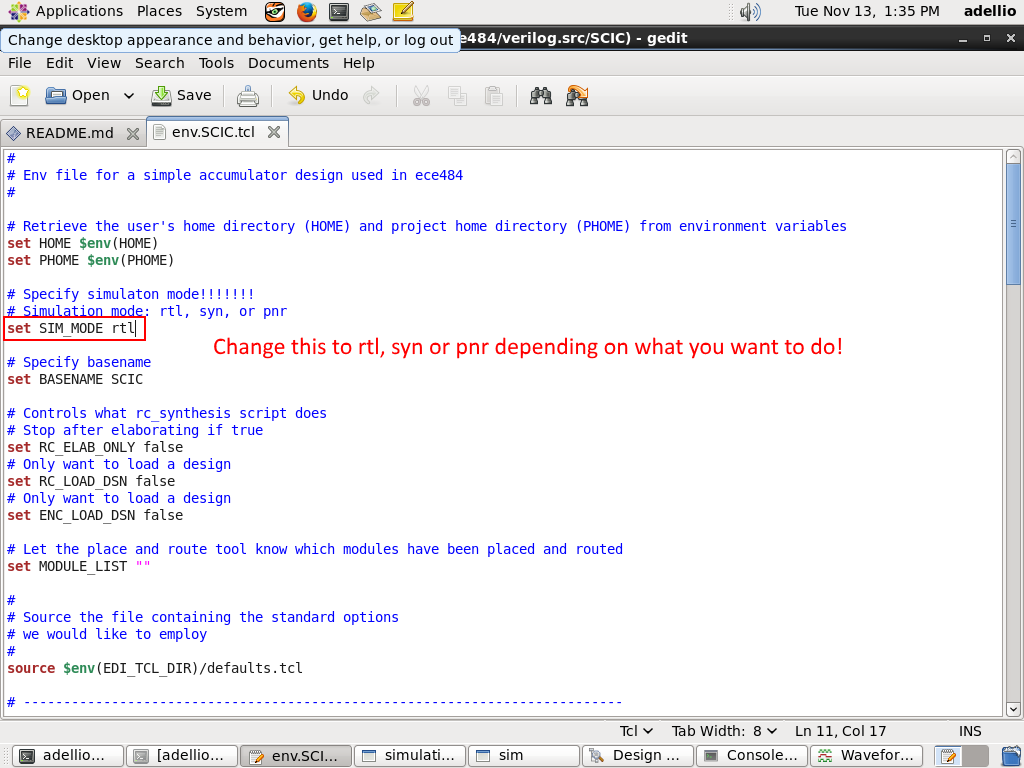 Applications Places System Tue Nov 13, 1:35 PM adellio
Change desktop appearance and behavior, get help, or log out e484/verilog.src/SCIC) - gedit
File Edit View Search Tools Documents Help
Open Save Undo
README.md env.SCIC.tcl
#
# Env file for a simple accumulator design used in ece484
#
# Retrieve the user's home directory (HOME) and project home directory (PHOME) from environment variables
set HOME $env(HOME)
set PHOME $env(PHOME)
# Specify simulaton mode!!!!!!!
# Simulation mode: rtl, syn, or pnr
set SIM_MODE rtl
Change this to rtl, syn or pnr depending on what you want to do!
# Specify basename
set BASENAME SCIC
# Controls what rc_synthesis script does
# Stop after elaborating if true
set RC_ELAB_ONLY false
# Only want to load a design
set RC_LOAD_DSN false
# Only want to load a design
set ENC_LOAD_DSN false
# Let the place and route tool know which modules have been placed and routed
set MODULE_LIST ""
#
# Source the file containing the standard options
# we would like to employ
#
source $env(EDI_TCL_DIR)/defaults.tcl
# ---------------------------------------------------------------------------
Tcl Tab Width: 8 Ln 11, Col 17 INS
adellio... [adellio... env.SCI... simulati... sim Design ... Console... Wavefor...